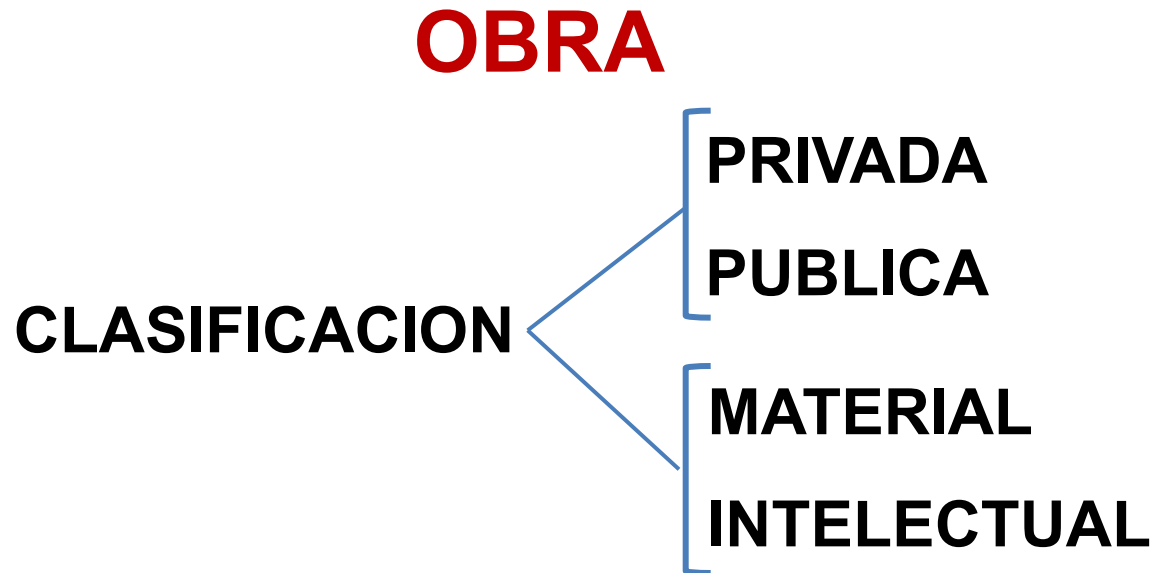 OBRA
PRIVADA
PUBLICA
CLASIFICACION
MATERIAL
INTELECTUAL